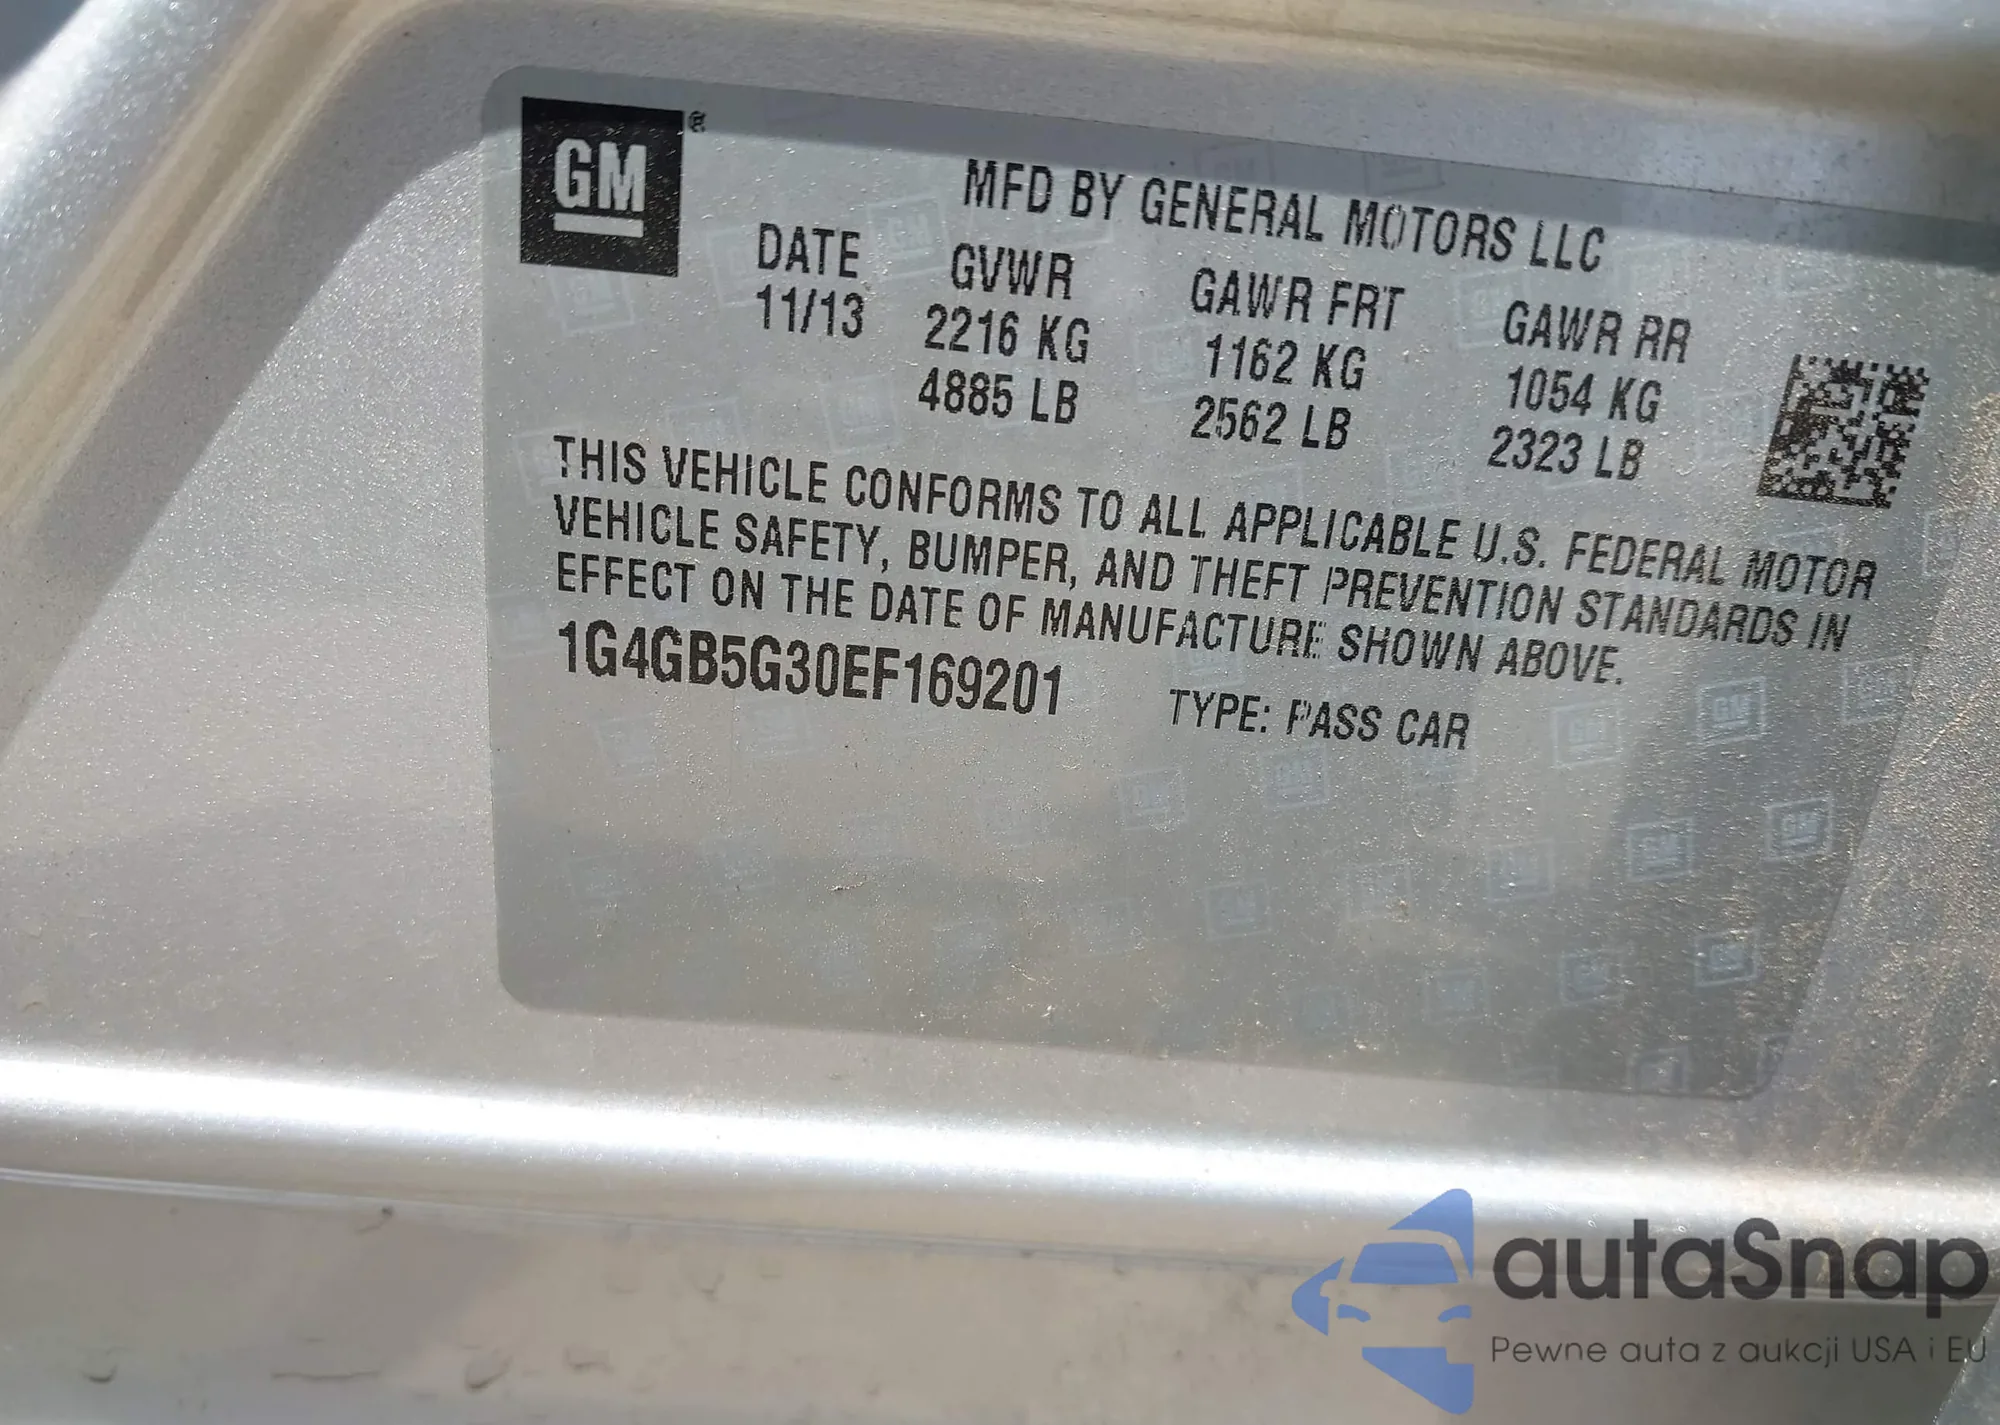 GM®
MFD BY GENERAL MOTORS LLC
DATE GVWR GAWR FRT GAWR RR
11/13 2216 KG 1162 KG 1054 KG
4885 LB 2562 LB 2323 LB
THIS VEHICLE CONFORMS TO ALL APPLICABLE U.S. FEDERAL MOTOR
VEHICLE SAFETY, BUMPER, AND THEFT PREVENTION STANDARDS IN
EFFECT ON THE DATE OF MANUFACTURE SHOWN ABOVE.
1G4GB5G30EF169201 TYPE: PASS CAR
autaSnap
Pewne auta z aukcji USA i EU